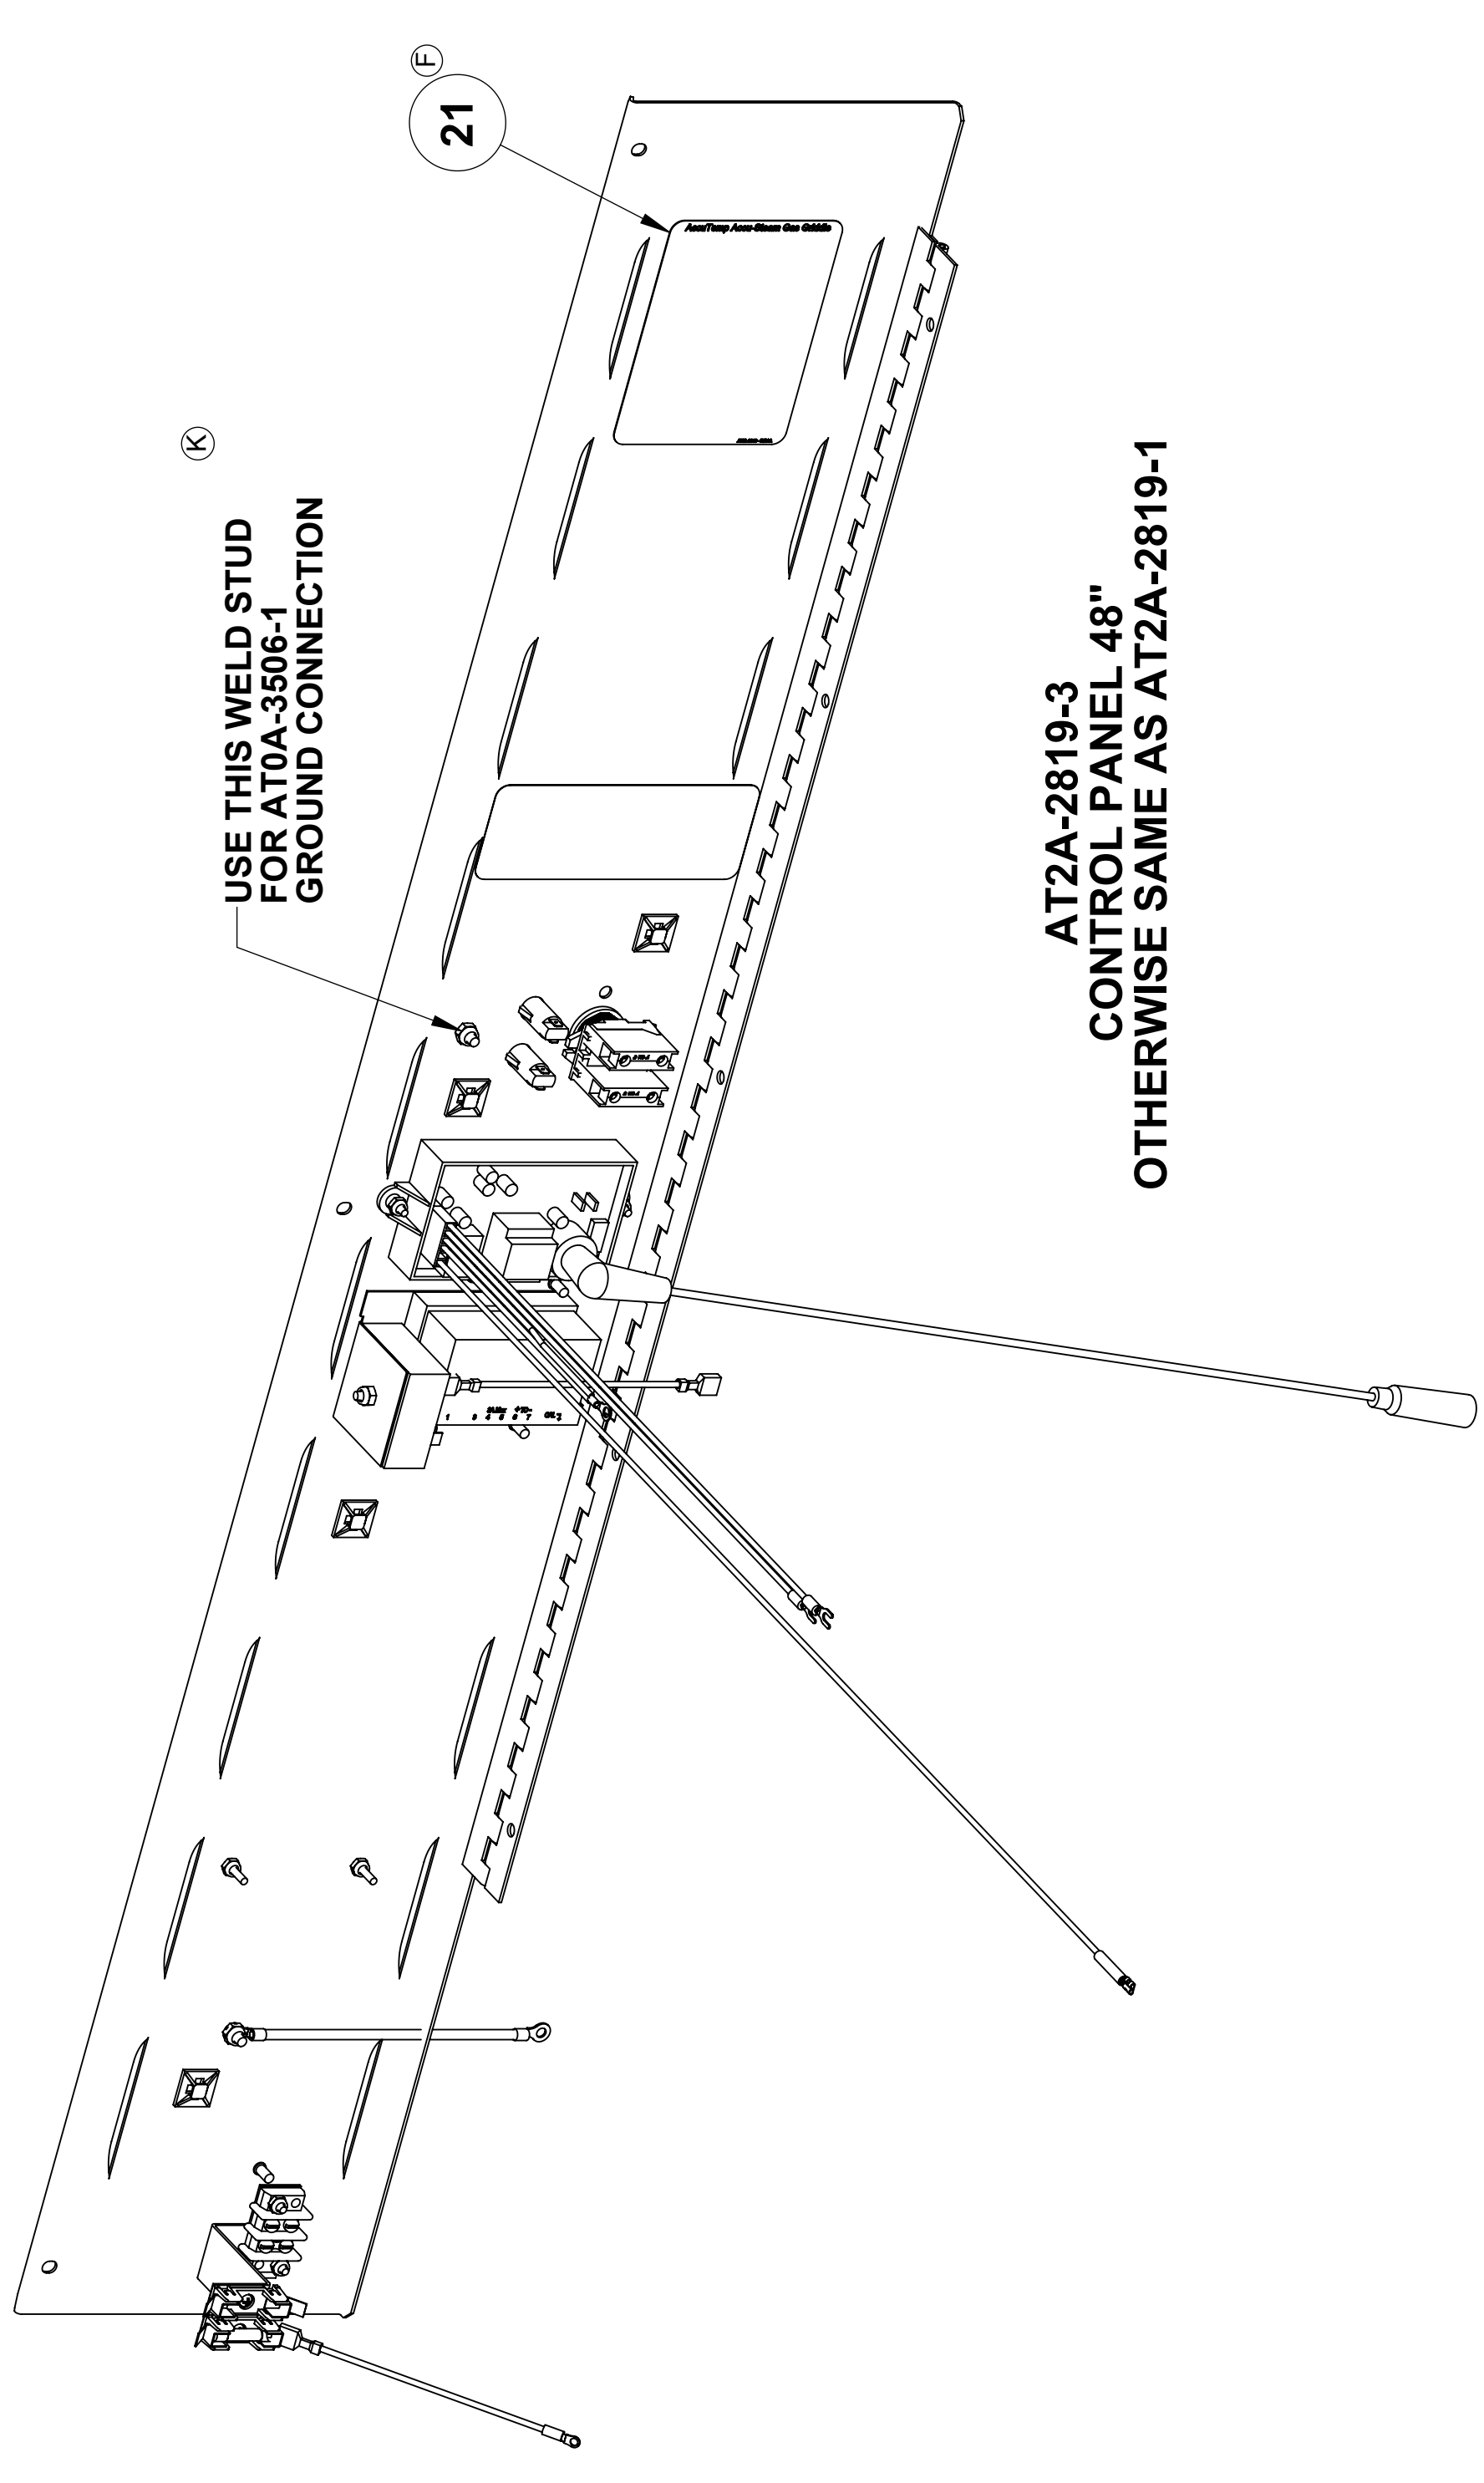 K
USE THIS WELD STUD
FOR AT0A-3506-1
GROUND CONNECTION
F
21
AccuTemp Accu-Steam Gas Griddle
AT2A-2819-3
CONTROL PANEL 48"
OTHERWISE SAME AS AT2A-2819-1